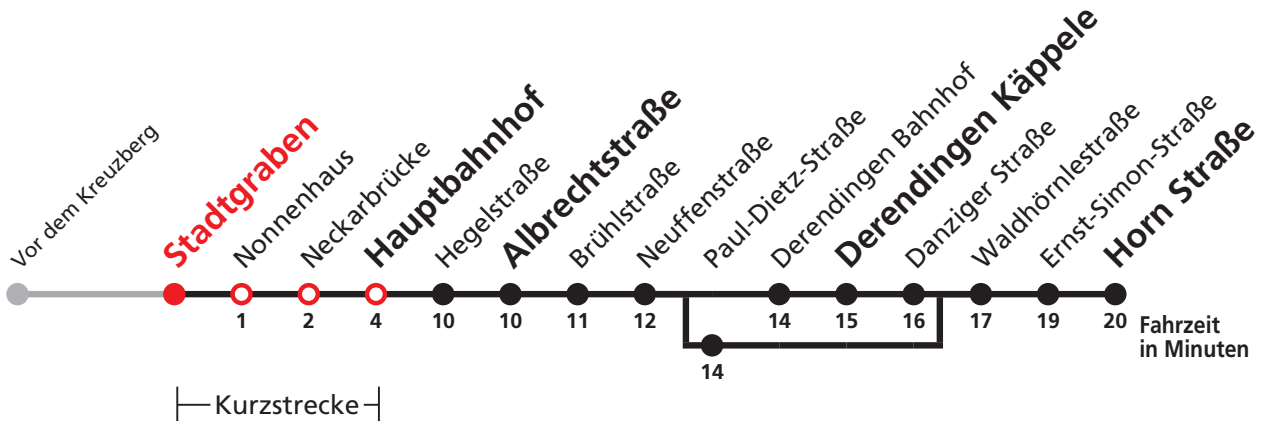 Vor dem Kreuzberg
Stadtgraben
Nonnenhaus
Neckarbrücke
Hauptbahnhof
Hegelstraße
Albrechtstraße
Brühlstraße
Neuffenstraße
Paul-Dietz-Straße
Derendingen Bahnhof
Derendingen Käppele
Danziger Straße
Waldhörnlestraße
Ernst-Simon-Straße
Horn Straße
1 2 4 10 10 11 12 14 15 16 17 19 20 Fahrzeit
in Minuten
14
Kurzstrecke